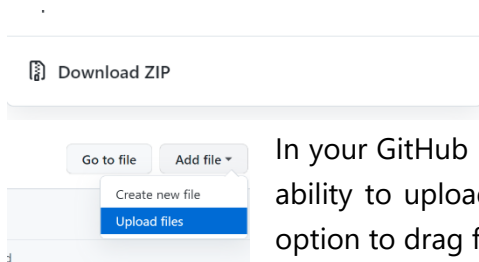 Download ZIP
Go to file Add file
Create new file
Upload files
In your GitHub
ability to
option to drag